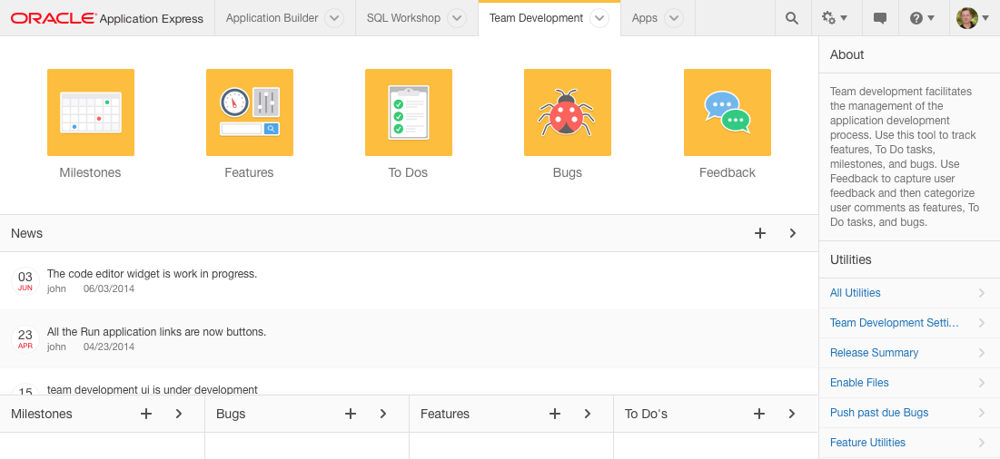 ORACLE Application Express
Application Builder
SQL Workshop
Team Development
Apps
Milestones
Features
To Dos
Bugs
Feedback
News
03
JUN
The code editor widget is work in progress.
john 06/03/2014
23
APR
All the Run application links are now buttons.
john 04/23/2014
15
team development ui is under development
Milestones
Bugs
Features
To Do's
About
Team development facilitates
the management of the
application development
process. Use this tool to track
features, To Do tasks,
milestones, and bugs. Use
Feedback to capture user
feedback and then categorize
user comments as features, To
Do tasks, and bugs.
Utilities
All Utilities
Team Development Setti...
Release Summary
Enable Files
Push past due Bugs
Feature Utilities